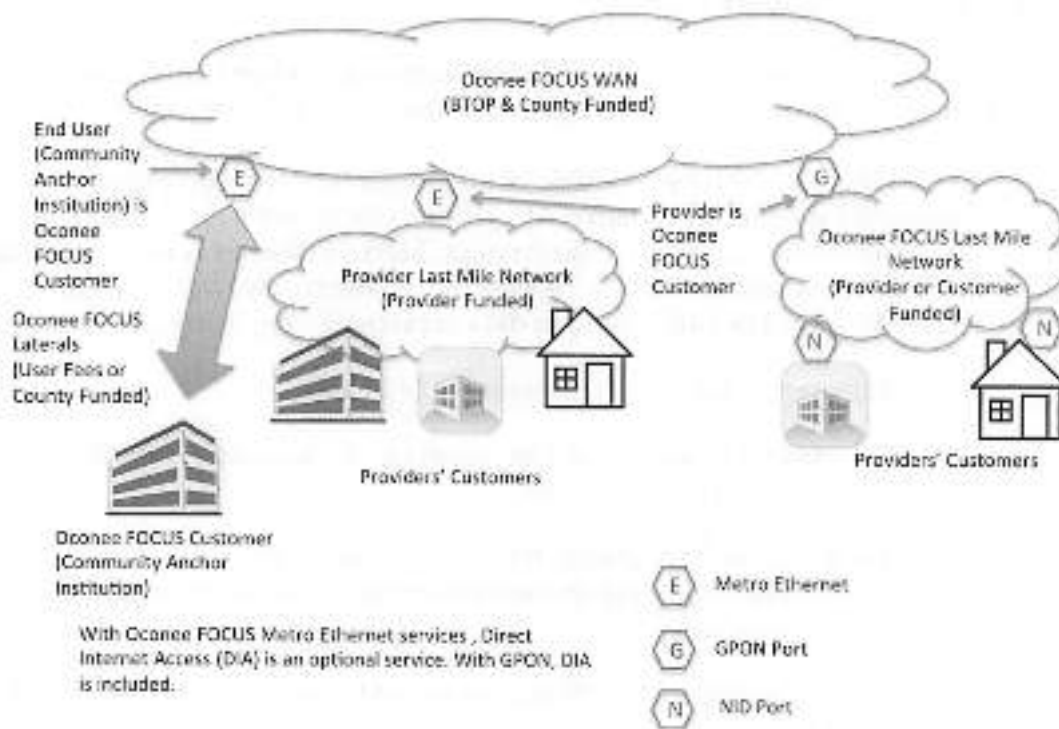 Oconee FOCUS WAN
(BTOP & County Funded)
End User
(Community
Anchor
Institution) is
Oconee
FOCUS
Customer
E
E
G
Provider is
Oconee
FOCUS
Customer
Oconee FOCUS Last Mile
Network
(Provider or Customer
Funded)
Provider Last Mile Network
(Provider Funded)
N
N
Oconee FOCUS
Laterals
(User Fees or
County Funded)
Providers' Customers
Providers' Customers
Oconee FOCUS Customer
(Community Anchor
Institution)
E Metro Ethernet
G GPON Port
N NID Port
With Oconee FOCUS Metro Ethernet services , Direct
Internet Access (DIA) is an optional service. With GPON, DIA
is included.